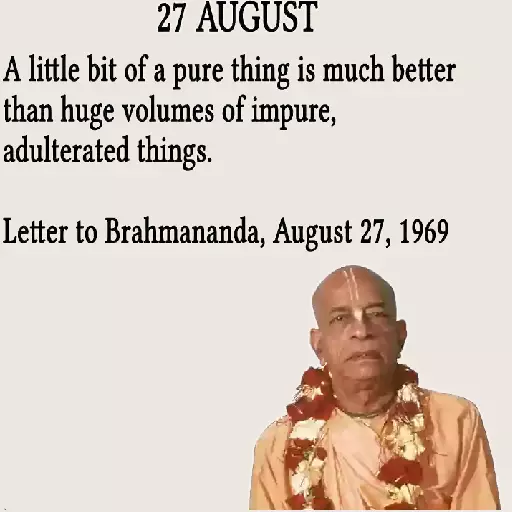 27 AUGUST
A little bit of a pure thing is much better
than huge volumes of impure,
adulterated things.
Letter to Brahmananda, August 27, 1969